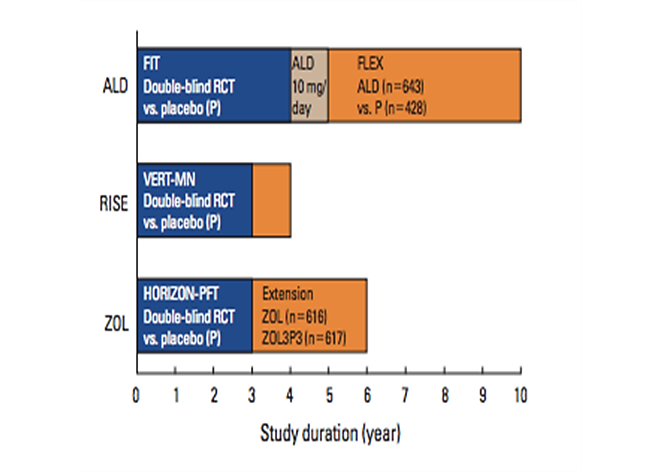 ALD
FIT
Double-blind RCT
vs. placebo (P)
ALD
10 mg/
day
FLEX
ALD (n=643)
vs. P (n=428)
RISE
VERT-MN
Double-blind RCT
vs. placebo (P)
ZOL
HORIZON-PFT
Double-blind RCT
vs. placebo (P)
Extension
ZOL (n=616)
ZOL3P3 (n=617)
0 1 2 3 4 5 6 7 8 9 10
Study duration (year)